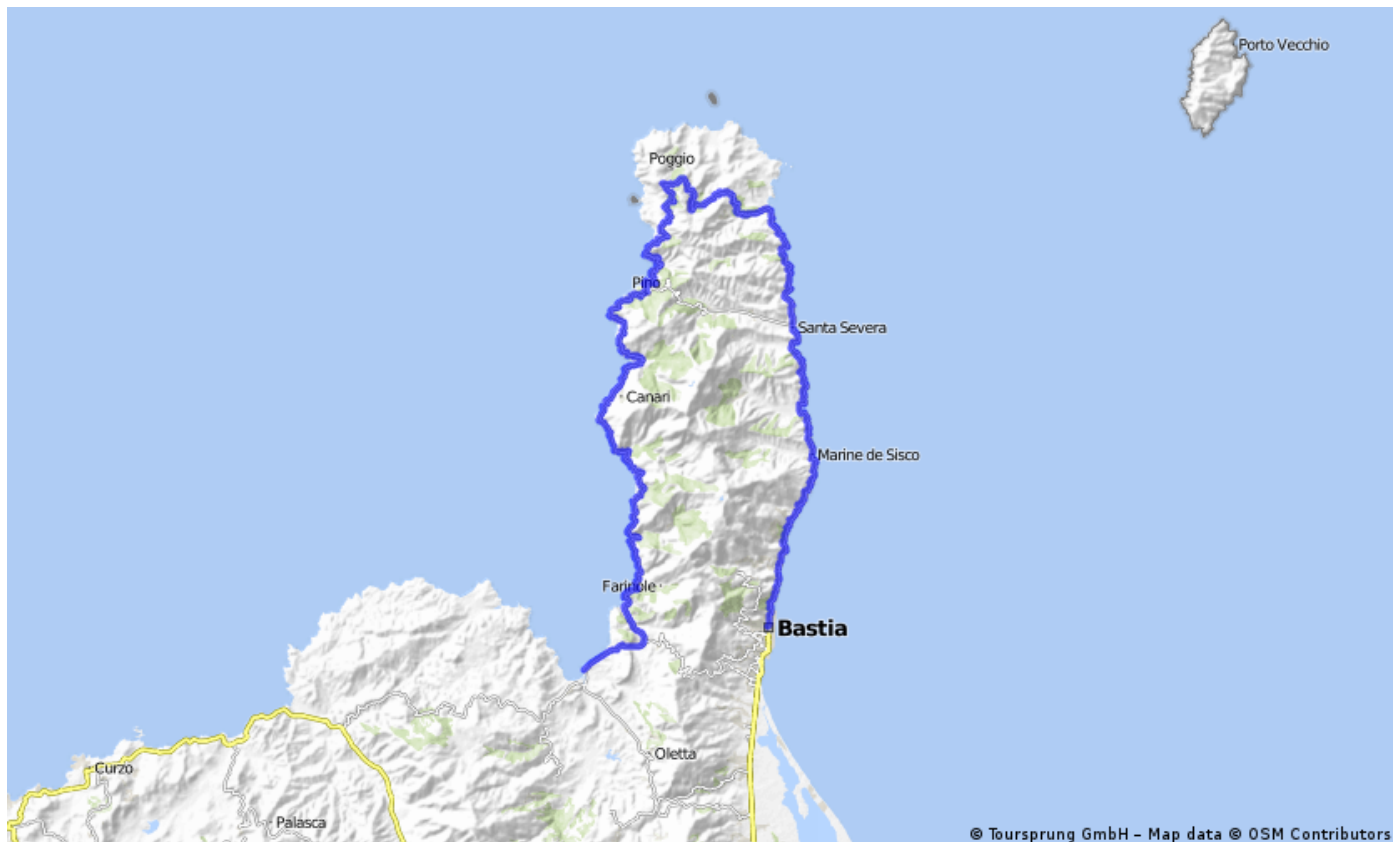 Porto Vecchio
Poggio
Pino
Santa Severa
Canari
Marine de Sisco
Farinole
Bastia
Oletta
Curzo
Palasca
© Toursprung GmbH – Map data © OSM Contributors